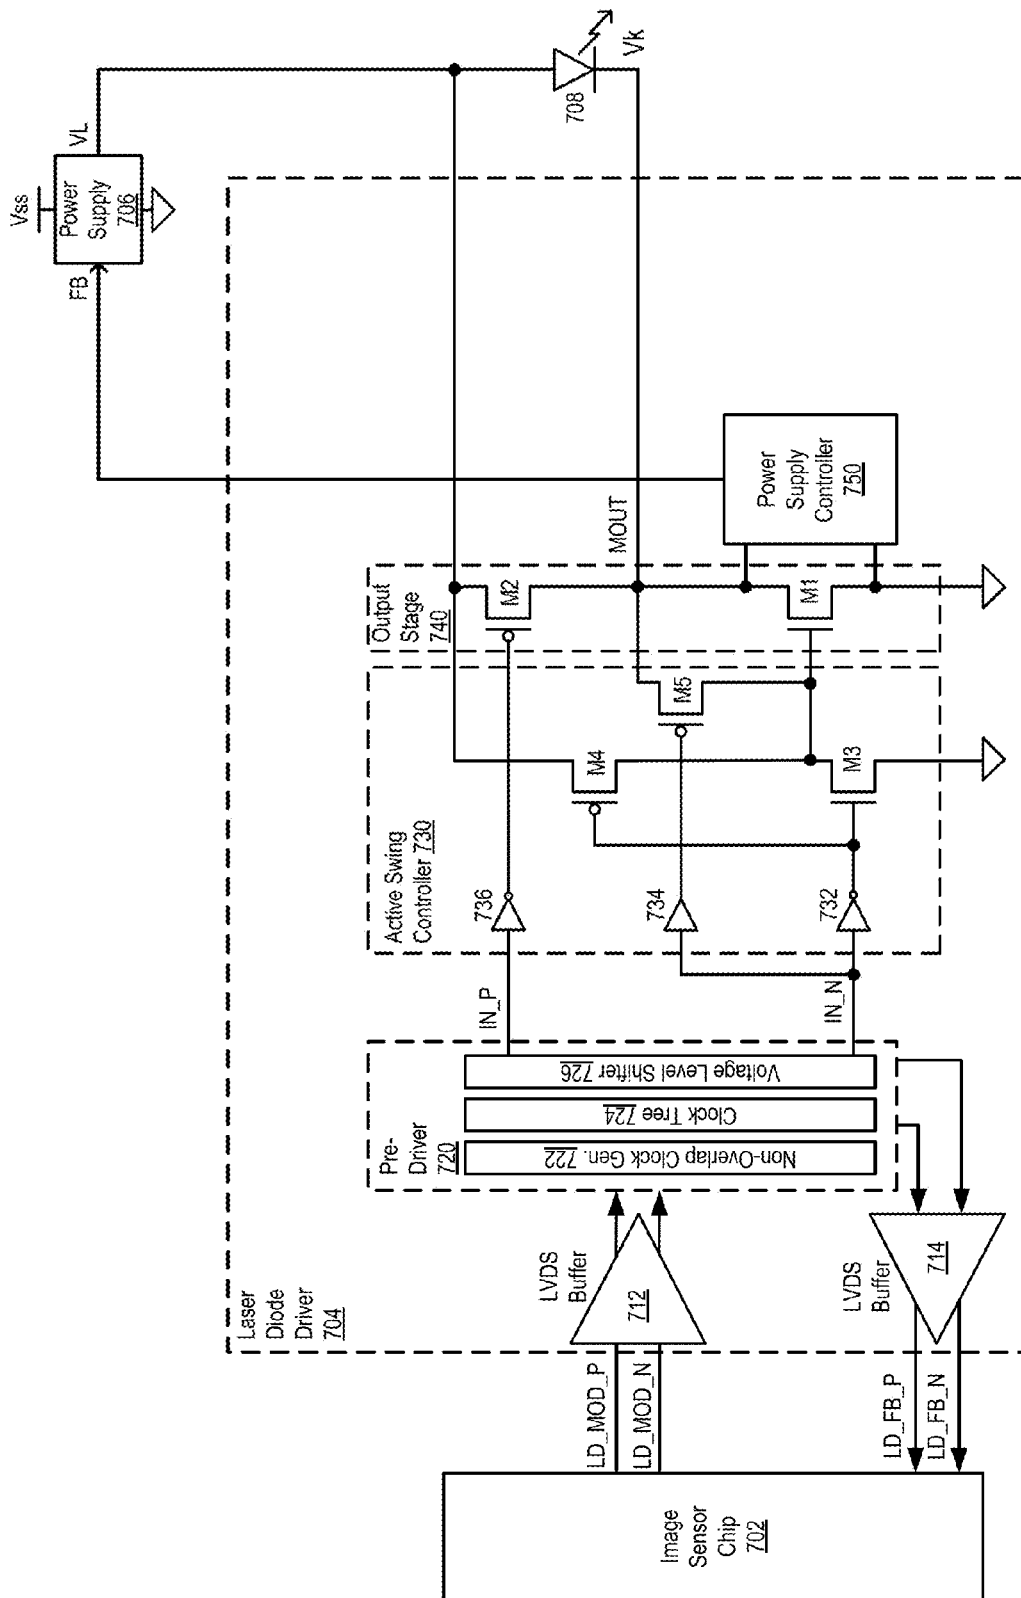 Image
Sensor
Chip
702
LD_MOD_P
LD_MOD_N
LD_FB_P
LD_FB_N
Laser
Diode
Driver
704
LVDS
Buffer
712
LVDS
Buffer
714
Pre-
Driver
720
Non-Overlap Clock Gen. 722
Clock Tree 724
Voltage Level Shifter 726
IN_P
IN_N
Active Swing
Controller 730
736
734
732
M4
M3
M5
Output
Stage
740
M2
M1
MOUT
Power
Supply
Controller
750
FB
Vss
Power
Supply
706
VL
708
Vk